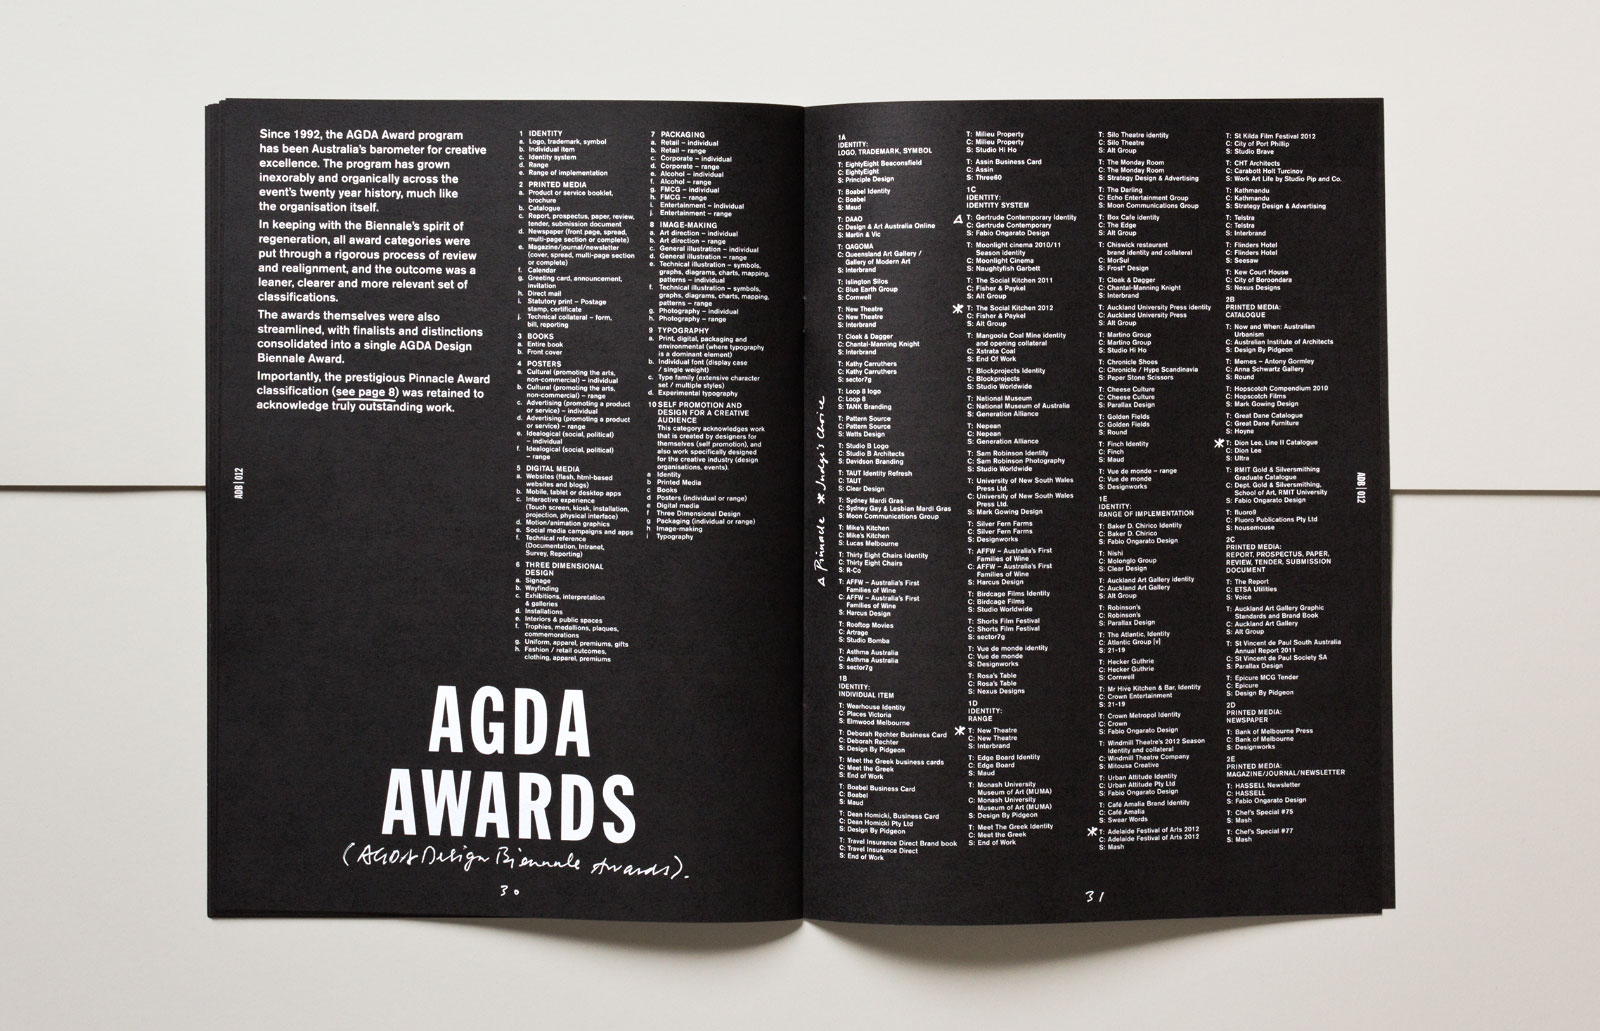 Since 1992, the AGDA Award program
has been Australia's barometer for creative
excellence. The program has grown
inexorably and organically across the
event's twenty year history, much like
the organisation itself.
In keeping with the Biennale's spirit of
regeneration, all award categories were
put through a rigorous process of review
and realignment, and the outcome was a
leaner, clearer and more relevant set of
classifications.
The awards themselves were also
streamlined, with finalists and distinctions
consolidated into a single AGDA Design
Biennale Award.
Importantly, the prestigious Pinnacle Award
classification (see page 8) was retained to
acknowledge truly outstanding work.
ADB | 012
1 IDENTITY
a. Logo, trademark, symbol
b. Individual item
c. Identity system
d. Range
e. Range of implementation
2 PRINTED MEDIA
a. Product or service booklet,
brochure
b. Catalogue
c. Report, prospectus, paper, review,
tender, submission document
d. Newspaper (front page, spread,
multi-page section or complete)
e. Magazine/journal/newsletter
(cover, spread, multi-page section
or complete)
f. Calendar
g. Greeting card, announcement,
invitation
h. Direct mail
i. Statutory print – Postage
stamp, certificate
j. Technical collateral – form,
bill, reporting
3 BOOKS
a. Entire book
b. Front cover
4 POSTERS
a. Cultural (promoting the arts,
non-commercial) – individual
b. Cultural (promoting the arts,
non-commercial) – range
c. Advertising (promoting a product
or service) – individual
d. Advertising (promoting a product
or service) – range
e. Idealogical (social, political)
– individual
f. Idealogical (social, political)
– range
5 DIGITAL MEDIA
a. Websites (flash, html-based
websites and blogs)
b. Mobile, tablet or desktop apps
c. Interactive experience
(Touch screen, kiosk, installation,
projection, physical interface)
d. Motion/animation graphics
e. Social media campaigns and apps
f. Technical reference
(Documentation, Intranet,
Survey, Reporting)
6 THREE DIMENSIONAL
DESIGN
a. Signage
b. Wayfinding
c. Exhibitions, interpretation
& galleries
d. Installations
e. Interiors & public spaces
f. Trophies, medallions, plaques,
commemorations
g. Uniform, apparel, premiums, gifts
h. Fashion / retail outcomes,
clothing, apparel, premiums
7 PACKAGING
a. Retail – individual
b. Retail – range
c. Corporate – individual
d. Corporate – range
e. Alcohol – individual
f. Alcohol – range
g. FMCG – individual
h. FMCG – range
i. Entertainment – individual
j. Entertainment – range
8 IMAGE-MAKING
a. Art direction – individual
b. Art direction – range
c. General illustration – individual
d. General illustration – range
e. Technical illustration – symbols,
graphs, diagrams, charts, mapping,
patterns – individual
f. Technical illustration – symbols,
graphs, diagrams, charts, mapping,
patterns – range
g. Photography – individual
h. Photography – range
9 TYPOGRAPHY
a. Print, digital, packaging and
environmental (where typography
is a dominant element)
b. Individual font (display case
/ single weight)
c. Type family (extensive character
set / multiple styles)
d. Experimental typography
10 SELF PROMOTION AND
DESIGN FOR A CREATIVE
AUDIENCE
This category acknowledges work
that is created by designers for
themselves (self promotion), and
also work specifically designed
for the creative industry (design
organisations, events).
a Identity
b Printed Media
c Books
d Posters (individual or range)
e Digital media
f Three Dimensional Design
g Packaging (individual or range)
h Image-making
i Typography
AGDA
AWARDS
(AGDA Design Biennale Awards).
30
△ Pinnacle * Judge's Choice
1A
IDENTITY:
LOGO, TRADEMARK, SYMBOL
T: EightyEight Beaconsfield
C: EightyEight
S: Principle Design
T: Boabel Identity
C: Boabel
S: Maud
T: DAAO
C: Design & Art Australia Online
S: Martin & Vic
T: QAGOMA
C: Queensland Art Gallery /
Gallery of Modern Art
S: Interbrand
T: Islington Silos
C: Blue Earth Group
S: Cornwell
T: New Theatre
C: New Theatre
S: Interbrand
T: Cloak & Dagger
C: Chantal-Manning Knight
S: Interbrand
T: Kathy Carruthers
C: Kathy Carruthers
S: sector7g
T: Loop 8 logo
C: Loop 8
S: TANK Branding
T: Pattern Source
C: Pattern Source
S: Watts Design
T: Studio B Logo
C: Studio B Architects
S: Davidson Branding
T: TAUT Identity Refresh
C: TAUT
S: Clear Design
T: Sydney Mardi Gras
C: Sydney Gay & Lesbian Mardi Gras
S: Moon Communications Group
T: Mike's Kitchen
C: Mike's Kitchen
S: Lucas Melbourne
T: Thirty Eight Chairs Identity
C: Thirty Eight Chairs
S: R-Co
T: AFFW – Australia's First
Families of Wine
C: AFFW – Australia's First
Families of Wine
S: Harcus Design
T: Rooftop Movies
C: Artrage
S: Studio Bomba
T: Asthma Australia
C: Asthma Australia
S: sector7g
1B
IDENTITY:
INDIVIDUAL ITEM
T: Wearhouse Identity
C: Places Victoria
S: Elmwood Melbourne
T: Deborah Rechter Business Card
C: Deborah Rechter
S: Design By Pidgeon
T: Meet the Greek business cards
C: Meet the Greek
S: End of Work
T: Boabel Business Card
C: Boabel
S: Maud
T: Dean Homicki, Business Card
C: Dean Homicki Pty Ltd
S: Design By Pidgeon
T: Travel Insurance Direct Brand book
C: Travel Insurance Direct
S: End of Work
T: Milieu Property
C: Milieu Property
S: Studio Hi Ho
T: Assin Business Card
C: Assin
S: Three60
1C
IDENTITY:
IDENTITY SYSTEM
△ T: Gertrude Contemporary Identity
C: Gertrude Contemporary
S: Fabio Ongarato Design
T: Moonlight cinema 2010/11
Season identity
C: Moonlight Cinema
S: Naughtyfish Garbett
T: The Social Kitchen 2011
C: Fisher & Paykel
S: Alt Group
* T: The Social Kitchen 2012
C: Fisher & Paykel
S: Alt Group
T: Mangoola Coal Mine identity
and opening collateral
C: Xstrata Coal
S: End Of Work
T: Blockprojects Identity
C: Blockprojects
S: Studio Worldwide
T: National Museum
C: National Museum of Australia
S: Generation Alliance
T: Nepean
C: Nepean
S: Generation Alliance
T: Sam Robinson Identity
C: Sam Robinson Photography
S: Studio Worldwide
T: University of New South Wales
Press Ltd.
C: University of New South Wales
Press Ltd.
S: Mark Gowing Design
T: Silver Fern Farms
C: Silver Fern Farms
S: Designworks
T: AFFW – Australia's First
Families of Wine
C: AFFW – Australia's First
Families of Wine
S: Harcus Design
T: Birdcage Films Identity
C: Birdcage Films
S: Studio Worldwide
T: Shorts Film Festival
C: Shorts Film Festival
S: sector7g
T: Vue de monde identity
C: Vue de monde
S: Designworks
T: Rosa's Table
C: Rosa's Table
S: Nexus Designs
1D
IDENTITY:
RANGE
* T: New Theatre
C: New Theatre
S: Interbrand
T: Edge Board Identity
C: Edge Board
S: Maud
T: Monash University
Museum of Art (MUMA)
C: Monash University
Museum of Art (MUMA)
S: Design By Pidgeon
T: Meet The Greek Identity
C: Meet the Greek
S: End of Work
T: Silo Theatre identity
C: Silo Theatre
S: Alt Group
T: The Monday Room
C: The Monday Room
S: Strategy Design & Advertising
T: The Darling
C: Echo Entertainment Group
S: Moon Communications Group
T: Box Cafe identity
C: The Edge
S: Alt Group
T: Chiswick restaurant
brand identity and collateral
C: MorSul
S: Frost* Design
T: Cloak & Dagger
C: Chantal-Manning Knight
S: Interbrand
T: Auckland University Press identity
C: Auckland University Press
S: Alt Group
T: Martino Group
C: Martino Group
S: Studio Hi Ho
T: Chronicle Shoes
C: Chronicle / Hype Scandinavia
S: Paper Stone Scissors
T: Cheese Culture
C: Cheese Culture
S: Parallax Design
T: Golden Fields
C: Golden Fields
S: Round
T: Finch Identity
C: Finch
S: Maud
T: Vue de monde – range
C: Vue de monde
S: Designworks
1E
IDENTITY:
RANGE OF IMPLEMENTATION
T: Baker D. Chirico Identity
C: Baker D. Chirico
S: Fabio Ongarato Design
T: Nishi
C: Molonglo Group
S: Clear Design
T: Auckland Art Gallery identity
C: Auckland Art Gallery
S: Alt Group
T: Robinson's
C: Robinson's
S: Parallax Design
T: The Atlantic, Identity
C: Atlantic Group [v]
S: 21-19
T: Hecker Guthrie
C: Hecker Guthrie
S: Cornwell
T: Mr Hive Kitchen & Bar, Identity
C: Crown Entertainment
S: 21-19
T: Crown Metropol Identity
C: Crown
S: Fabio Ongarato Design
T: Windmill Theatre's 2012 Season
Identity and collateral
C: Windmill Theatre Company
S: Mitousa Creative
T: Urban Attitude Identity
C: Urban Attitude Pty Ltd
S: Fabio Ongarato Design
T: Café Amalia Brand Identity
C: Café Amalia
S: Swear Words
* T: Adelaide Festival of Arts 2012
C: Adelaide Festival of Arts 2012
S: Mash
T: St Kilda Film Festival 2012
C: City of Port Phillip
S: Studio Brave
T: CHT Architects
C: Carabott Holt Turcinov
S: Work Art Life by Studio Pip and Co.
T: Kathmandu
C: Kathmandu
S: Strategy Design & Advertising
T: Telstra
C: Telstra
S: Interbrand
T: Flinders Hotel
C: Flinders Hotel
S: Seesaw
T: Kew Court House
C: City of Boroondara
S: Nexus Designs
2B
PRINTED MEDIA:
CATALOGUE
T: Now and When: Australian
Urbanism
C: Australian Institute of Architects
S: Design By Pidgeon
T: Memes – Antony Gormley
C: Anna Schwartz Gallery
S: Round
T: Hopscotch Compendium 2010
C: Hopscotch Films
S: Mark Gowing Design
T: Great Dane Catalogue
C: Great Dane Furniture
S: Hoyne
* T: Dion Lee, Line II Catalogue
C: Dion Lee
S: Ultra
T: RMIT Gold & Silversmithing
Graduate Catalogue
C: Dept. Gold & Silversmithing,
School of Art, RMIT University
S: Fabio Ongarato Design
T: fluoro9
C: Fluoro Publications Pty Ltd
S: housemouse
2C
PRINTED MEDIA:
REPORT, PROSPECTUS, PAPER,
REVIEW, TENDER, SUBMISSION
DOCUMENT
T: The Report
C: ETSA Utilities
S: Voice
T: Auckland Art Gallery Graphic
Standards and Brand Book
C: Auckland Art Gallery
S: Alt Group
T: St Vincent de Paul South Australia
Annual Report 2011
C: St Vincent de Paul Society SA
S: Parallax Design
T: Epicure MCG Tender
C: Epicure
S: Design By Pidgeon
2D
PRINTED MEDIA:
NEWSPAPER
T: Bank of Melbourne Press
C: Bank of Melbourne
S: Designworks
2E
PRINTED MEDIA:
MAGAZINE/JOURNAL/NEWSLETTER
T: HASSELL Newsletter
C: HASSELL
S: Fabio Ongarato Design
T: Chef's Special #75
S: Mash
T: Chef's Special #77
S: Mash
ADB | 012
31